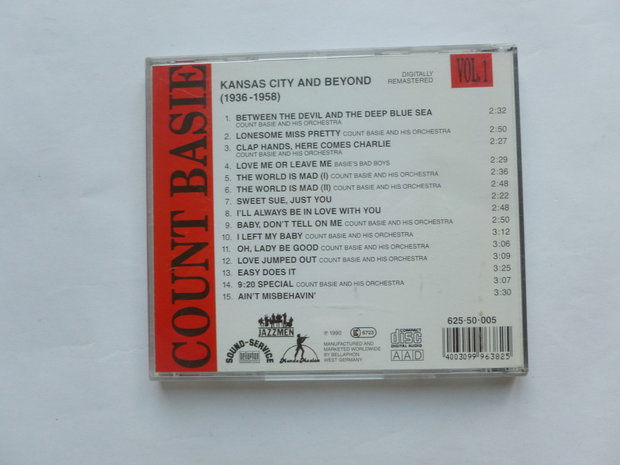 COUNT BASIE
KANSAS CITY AND BEYOND
(1936-1958)
DIGITALLY
REMASTERED
VOL. 1
1. BETWEEN THE DEVIL AND THE DEEP BLUE SEA 2:32
COUNT BASIE AND HIS ORCHESTRA
2. LONESOME MISS PRETTY COUNT BASIE AND HIS ORCHESTRA 2:50
3. CLAP HANDS, HERE COMES CHARLIE 2:27
COUNT BASIE AND HIS ORCHESTRA
4. LOVE ME OR LEAVE ME BASIE'S BAD BOYS 2:29
5. THE WORLD IS MAD (I) COUNT BASIE AND HIS ORCHESTRA 2:36
6. THE WORLD IS MAD (II) COUNT BASIE AND HIS ORCHESTRA 2:48
7. SWEET SUE, JUST YOU 2:22
8. I'LL ALWAYS BE IN LOVE WITH YOU 2:48
9. BABY, DON'T TELL ON ME COUNT BASIE AND HIS ORCHESTRA 2:50
10. I LEFT MY BABY COUNT BASIE AND HIS ORCHESTRA 3:12
11. OH, LADY BE GOOD COUNT BASIE AND HIS ORCHESTRA 3:06
12. LOVE JUMPED OUT COUNT BASIE AND HIS ORCHESTRA 3:09
13. EASY DOES IT 3:25
14. 9:20 SPECIAL COUNT BASIE AND HIS ORCHESTRA 3:07
15. AIN'T MISBEHAVIN' 3:30
JAZZMEN
SOUND-SERVICE
bellaphon
℗ 1990
6723
MANUFACTURED AND
MARKETED WORLDWIDE
BY BELLAPHON
WEST GERMANY
COMPACT
disc
DIGITAL AUDIO
AAD
625-50-005
4003099 963825